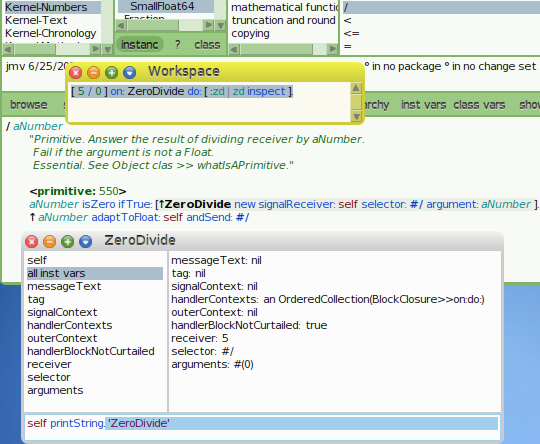 Kernel-Numbers
Kernel-Text
Kernel-Chronology
SmallFloat64
instanc ? class
mathematical functi
truncation and round
copying
/
<
<=
=
jmv 6/25/20
º in no package º in no change set
Workspace
[ 5 / 0 ] on: ZeroDivide do: [ :zd | zd inspect ].
browse
archy inst vars class vars show
/ aNumber
"Primitive. Answer the result of dividing receiver by aNumber.
Fail if the argument is not a Float.
Essential. See Object clas >> whatIsAPrimitive."
<primitive: 550>
aNumber isZero ifTrue: [↑ZeroDivide new signalReceiver: self selector: #/ argument: aNumber ].
↑ aNumber adaptToFloat: self andSend: #/
ZeroDivide
self
all inst vars
messageText
tag
signalContext
handlerContexts
outerContext
handlerBlockNotCurtailed
receiver
selector
arguments
messageText: nil
tag: nil
signalContext: nil
handlerContexts: an OrderedCollection(BlockClosure>>on:do:)
outerContext: nil
handlerBlockNotCurtailed: true
receiver: 5
selector: #/
arguments: #(0)
self printString. 'ZeroDivide'